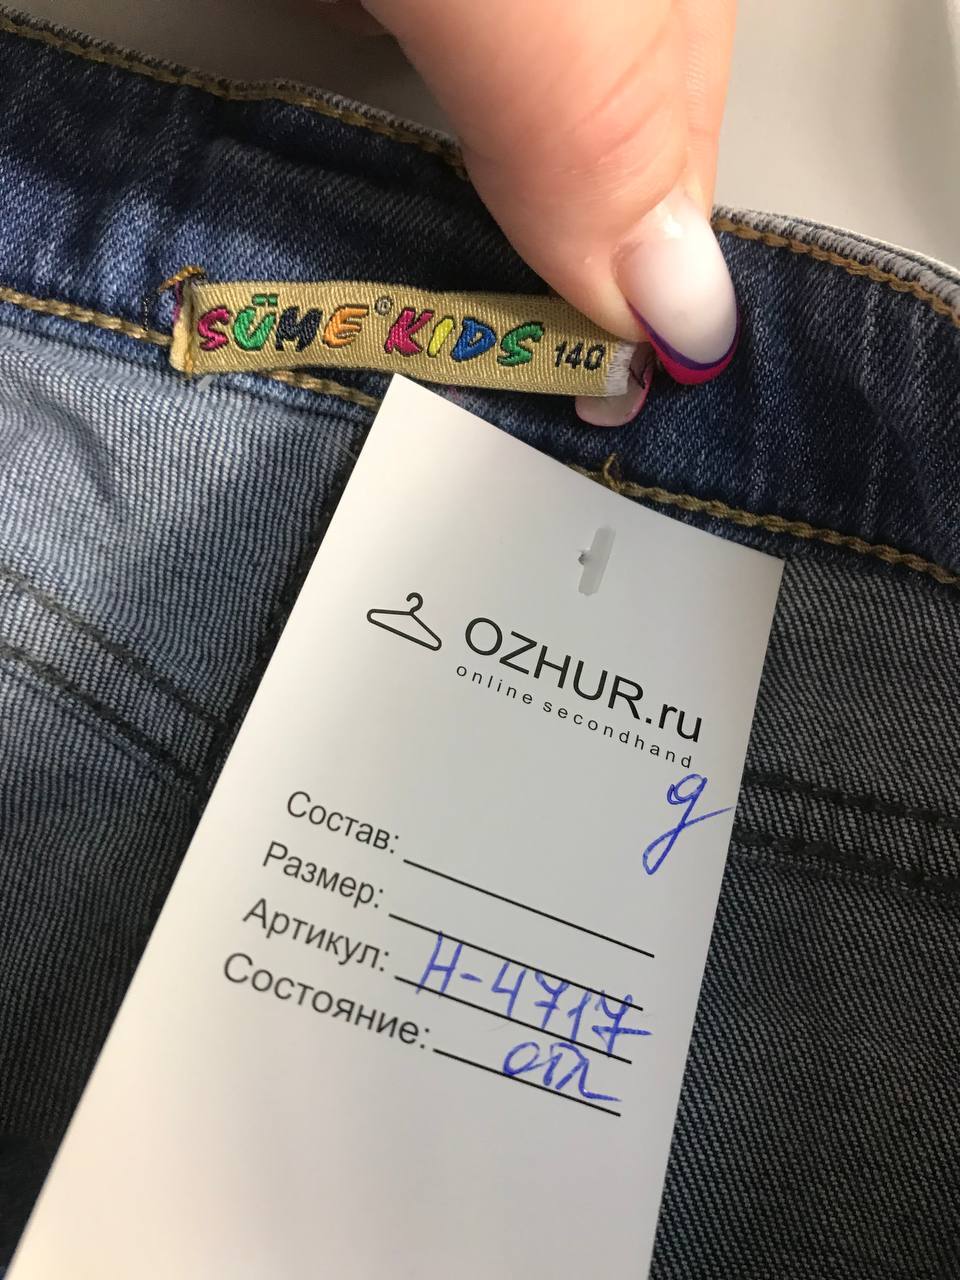 SÜME® KIDS 140
OZHUR.ru
online secondhand
g
Состав:
Размер:
Артикул: Н-4717
Состояние: отл